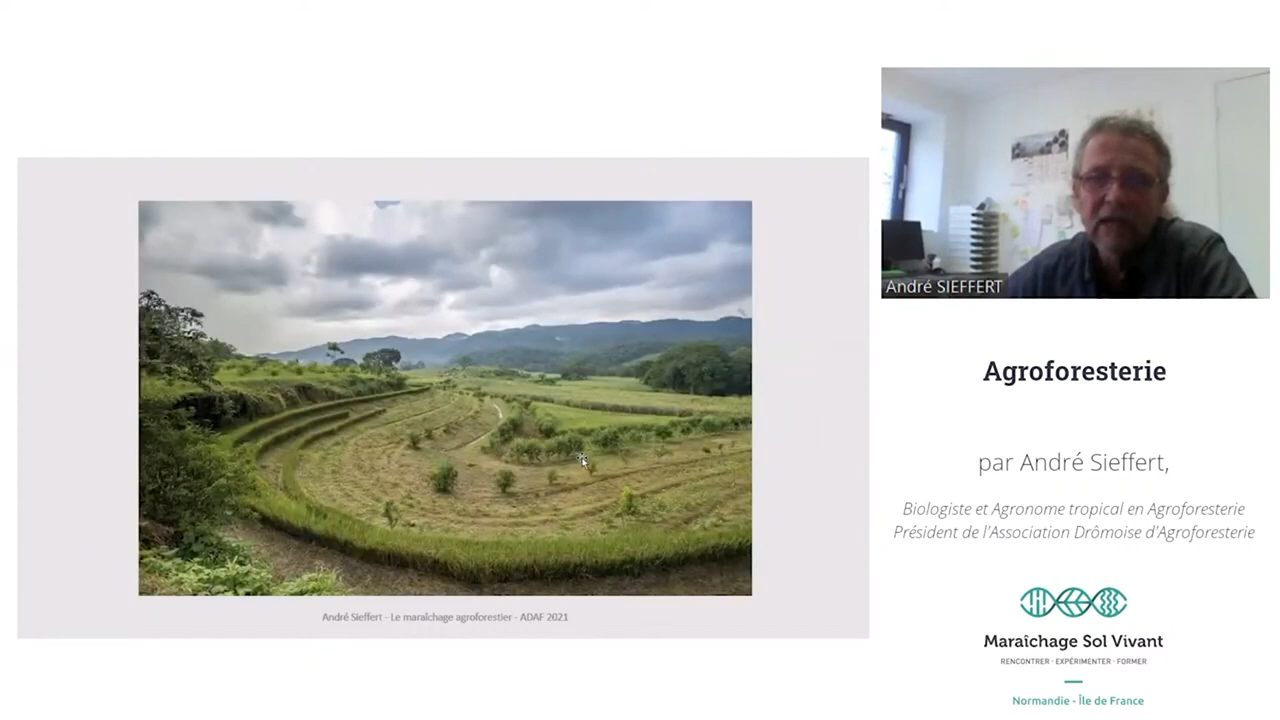 André SIEFFERT
Agroforesterie
par André Sieffert,
Biologiste et Agronome tropical en Agroforesterie
Président de l'Association Drômoise d'Agroforesterie
André Sieffert - Le maraîchage agroforestier - ADAF 2021
Maraîchage Sol Vivant
RENCONTRER · EXPÉRIMENTER · FORMER
Normandie - Île de France